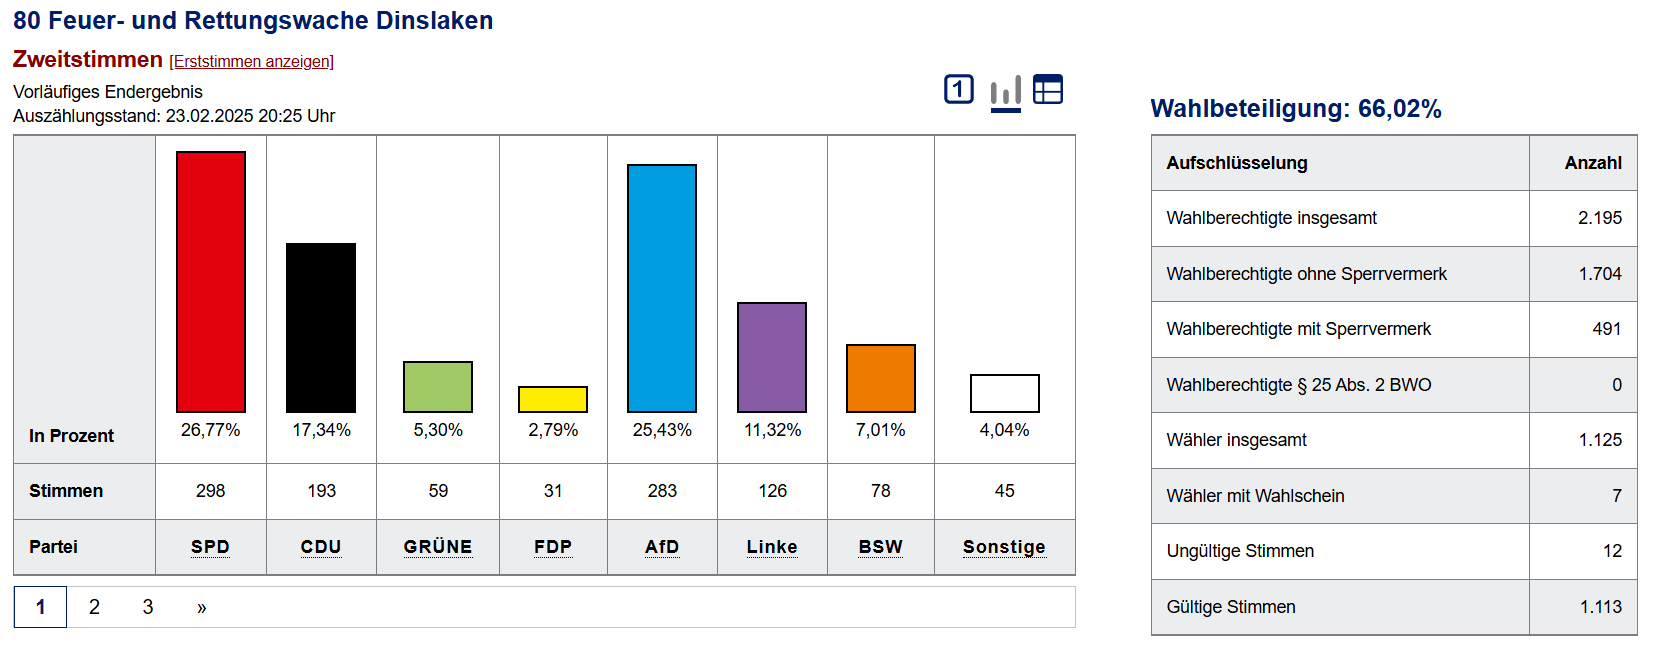 80 Feuer- und Rettungswache Dinslaken
Zweitstimmen [Erststimmen anzeigen]
Vorläufiges Endergebnis
Auszählungsstand: 23.02.2025 20:25 Uhr
1
In Prozent 26,77% 17,34% 5,30% 2,79% 25,43% 11,32% 7,01% 4,04%
Stimmen 298 193 59 31 283 126 78 45
Partei SPD CDU GRÜNE FDP AfD Linke BSW Sonstige
1 2 3 »
Wahlbeteiligung: 66,02%
Aufschlüsselung Anzahl
Wahlberechtigte insgesamt 2.195
Wahlberechtigte ohne Sperrvermerk 1.704
Wahlberechtigte mit Sperrvermerk 491
Wahlberechtigte § 25 Abs. 2 BWO 0
Wähler insgesamt 1.125
Wähler mit Wahlschein 7
Ungültige Stimmen 12
Gültige Stimmen 1.113